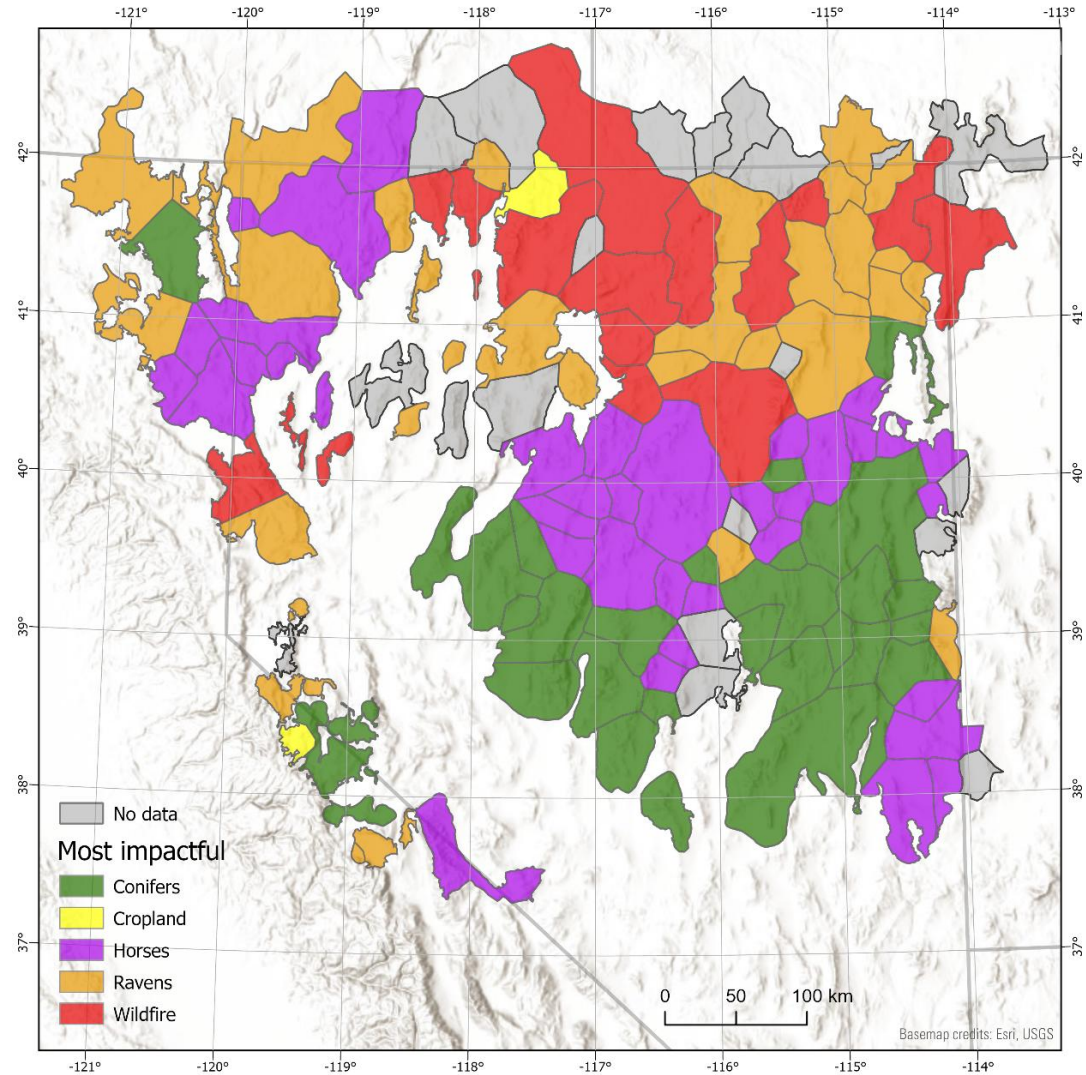 -121° -120° -119° -118° -117° -116° -115° -114° -113°
42° 42°
41° 41°
40° 40°
39° 39°
38° 38°
No data
Most impactful
Conifers
Cropland
Horses
37° 37°
Ravens
0 50 100 km
Wildfire
Basemap credits: Esri, USGS
-121° -120° -119° -118° -117° -116° -115° -114°